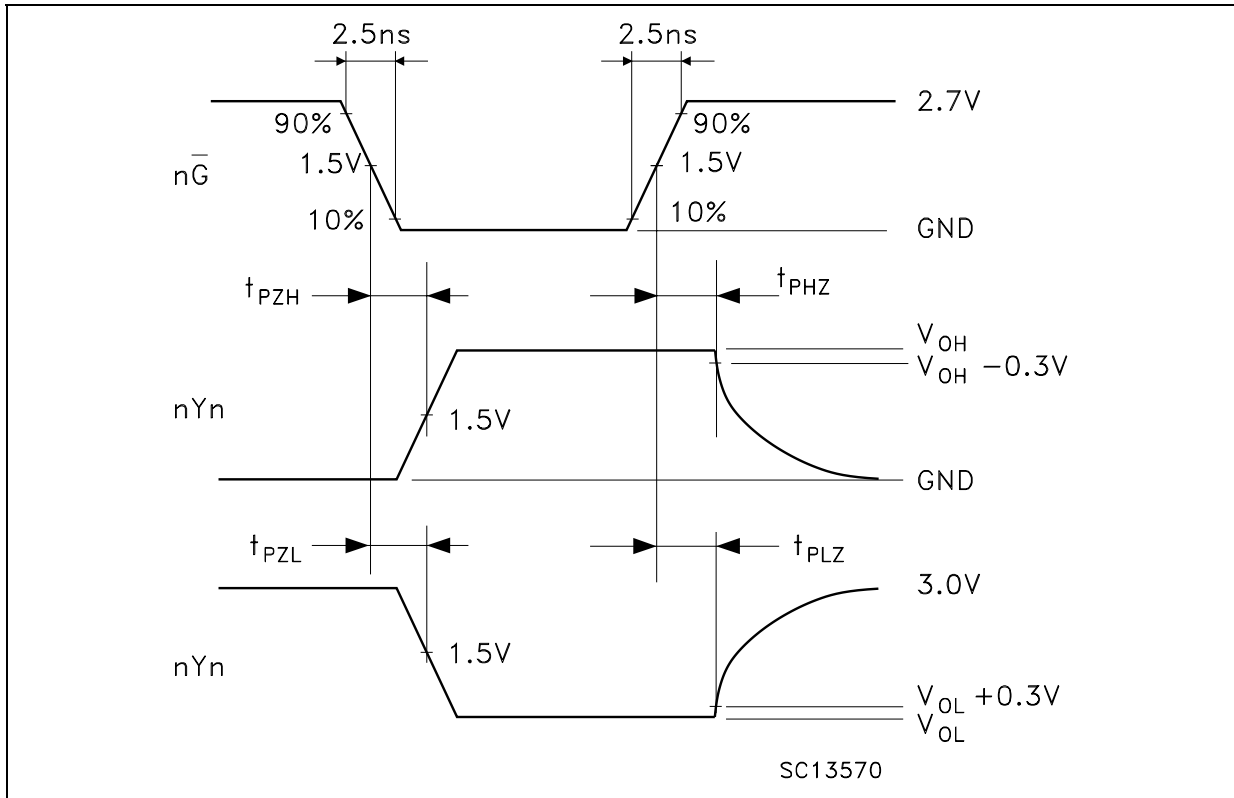 2.5ns 2.5ns
2.7V
90% 90%
nG̅ 1.5V 1.5V
10% 10%
GND
tPZH tPHZ
VOH
VOH −0.3V
nYn 1.5V
GND
tPZL tPLZ
3.0V
nYn 1.5V
VOL +0.3V
VOL
SC13570